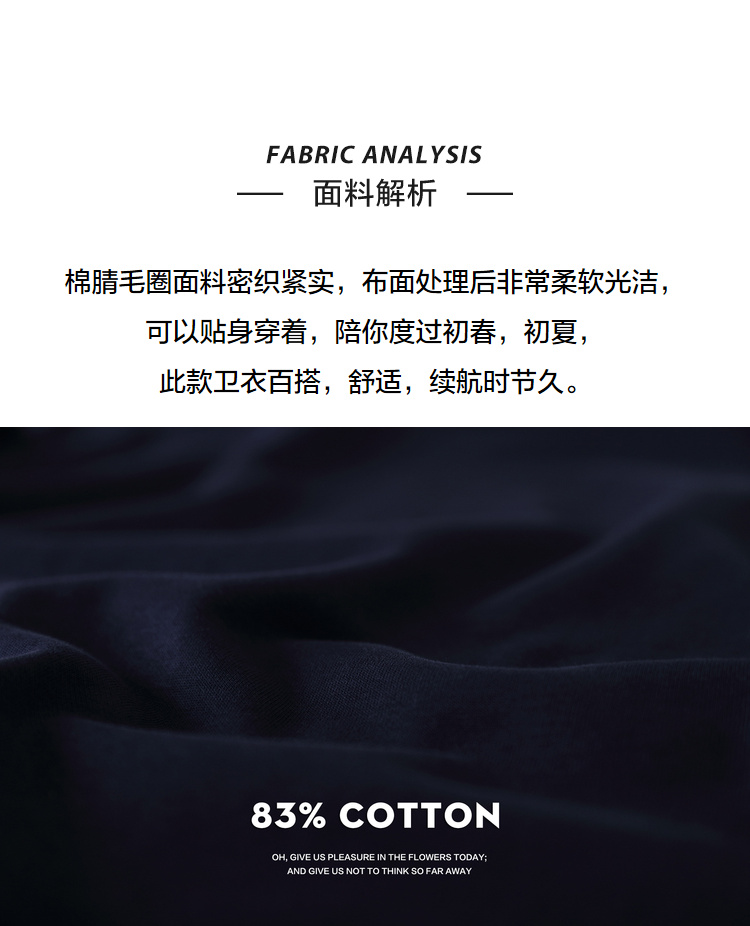 FABRIC ANALYSIS
面料解析
棉腈毛圈面料密织紧实，布面处理后非常柔软光洁，
可以贴身穿着，陪你度过初春，初夏，
此款卫衣百搭，舒适，续航时节久。
83% COTTON
OH, GIVE US PLEASURE IN THE FLOWERS TODAY;
AND GIVE US NOT TO THINK SO FAR AWAY